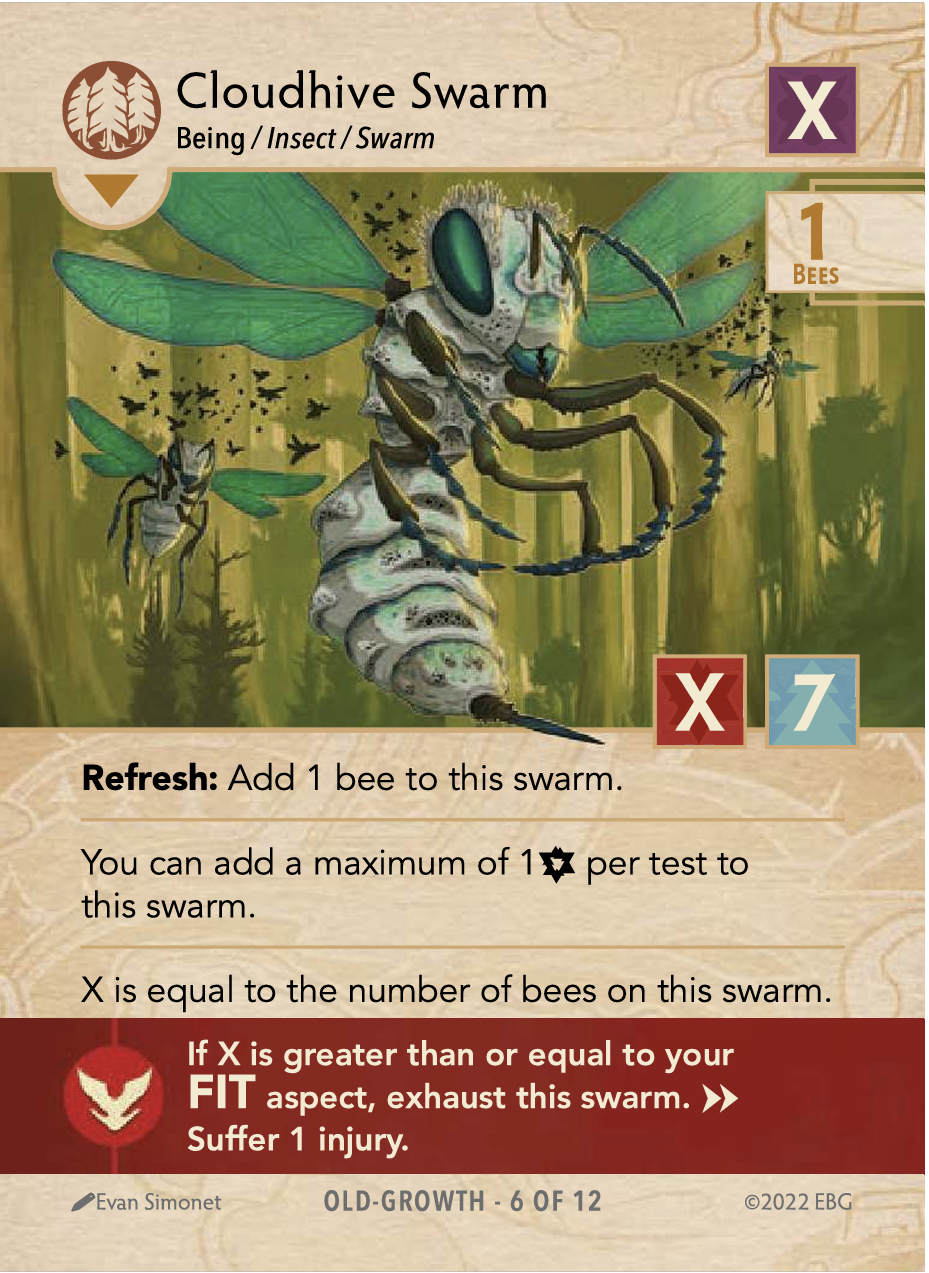 Cloudhive Swarm
Being / Insect / Swarm
X
1
BEES
X
7
Refresh: Add 1 bee to this swarm.
You can add a maximum of 1 per test to
this swarm.
X is equal to the number of bees on this swarm.
If X is greater than or equal to your
FIT aspect, exhaust this swarm.
Suffer 1 injury.
Evan Simonet
OLD-GROWTH - 6 OF 12
©2022 EBG